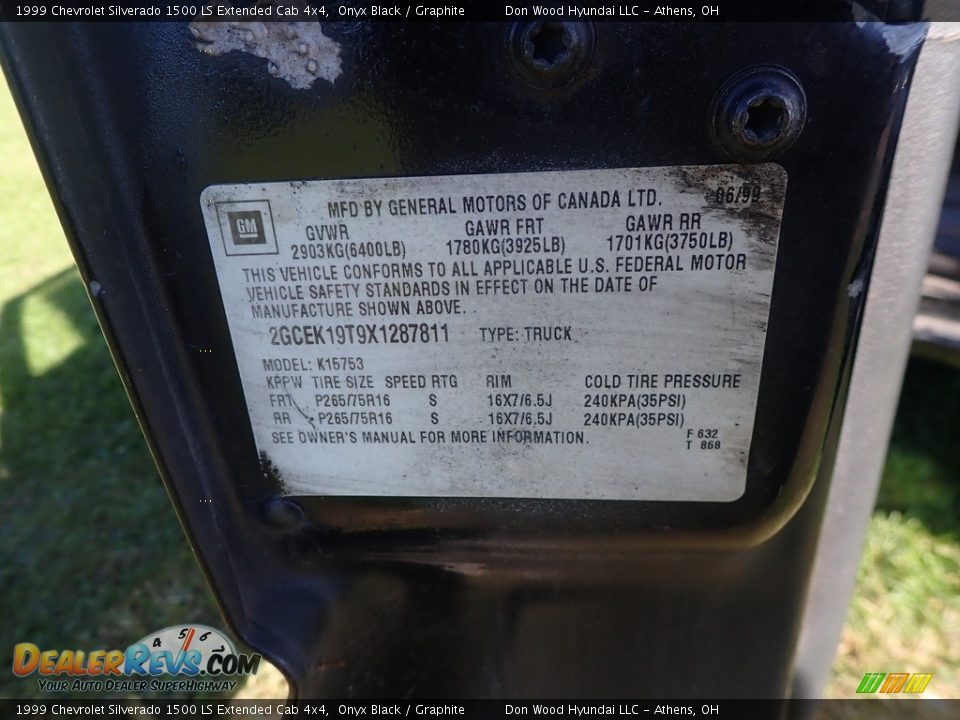 1999 Chevrolet Silverado 1500 LS Extended Cab 4x4, Onyx Black / Graphite Don Wood Hyundai LLC - Athens, OH
GM
MFD BY GENERAL MOTORS OF CANADA LTD. 06/99
GVWR GAWR FRT GAWR RR
2903KG(6400LB) 1780KG(3925LB) 1701KG(3750LB)
THIS VEHICLE CONFORMS TO ALL APPLICABLE U.S. FEDERAL MOTOR
VEHICLE SAFETY STANDARDS IN EFFECT ON THE DATE OF
MANUFACTURE SHOWN ABOVE.
2GCEK19T9X1287811 TYPE: TRUCK
MODEL: K15753
KPPW TIRE SIZE SPEED RTG RIM COLD TIRE PRESSURE
FRT P265/75R16 S 16X7/6.5J 240KPA(35PSI)
RR P265/75R16 S 16X7/6.5J 240KPA(35PSI)
SEE OWNER'S MANUAL FOR MORE INFORMATION.
F 632
T 868
4 5 6
DEALERREVS.COM
YOUR AUTO DEALER SUPERHIGHWAY
1999 Chevrolet Silverado 1500 LS Extended Cab 4x4, Onyx Black / Graphite Don Wood Hyundai LLC - Athens, OH